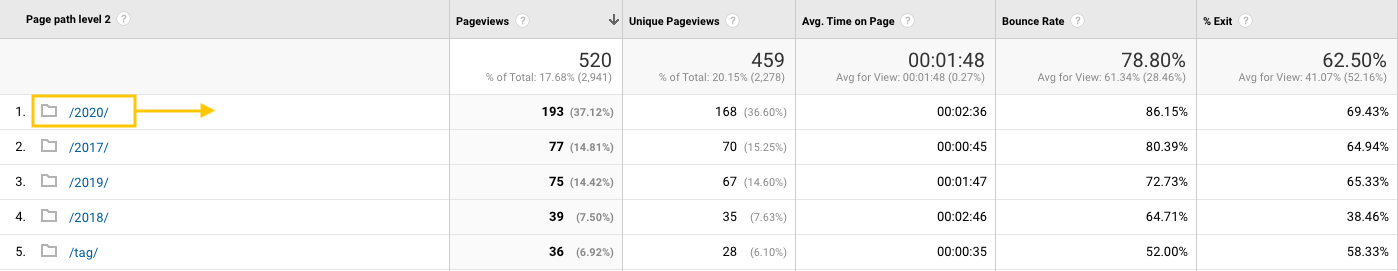 Page path level 2 ? Pageviews ? Unique Pageviews ? Avg. Time on Page ? Bounce Rate ? % Exit ?
520 459 00:01:48 78.80% 62.50%
% of Total: 17.68% (2,941) % of Total: 20.15% (2,278) Avg for View: 00:01:48 (0.27%) Avg for View: 61.34% (28.46%) Avg for View: 41.07% (52.16%)
1. /2020/ 193 (37.12%) 168 (36.60%) 00:02:36 86.15% 69.43%
2. /2017/ 77 (14.81%) 70 (15.25%) 00:00:45 80.39% 64.94%
3. /2019/ 75 (14.42%) 67 (14.60%) 00:01:47 72.73% 65.33%
4. /2018/ 39 (7.50%) 35 (7.63%) 00:02:46 64.71% 38.46%
5. /tag/ 36 (6.92%) 28 (6.10%) 00:00:35 52.00% 58.33%